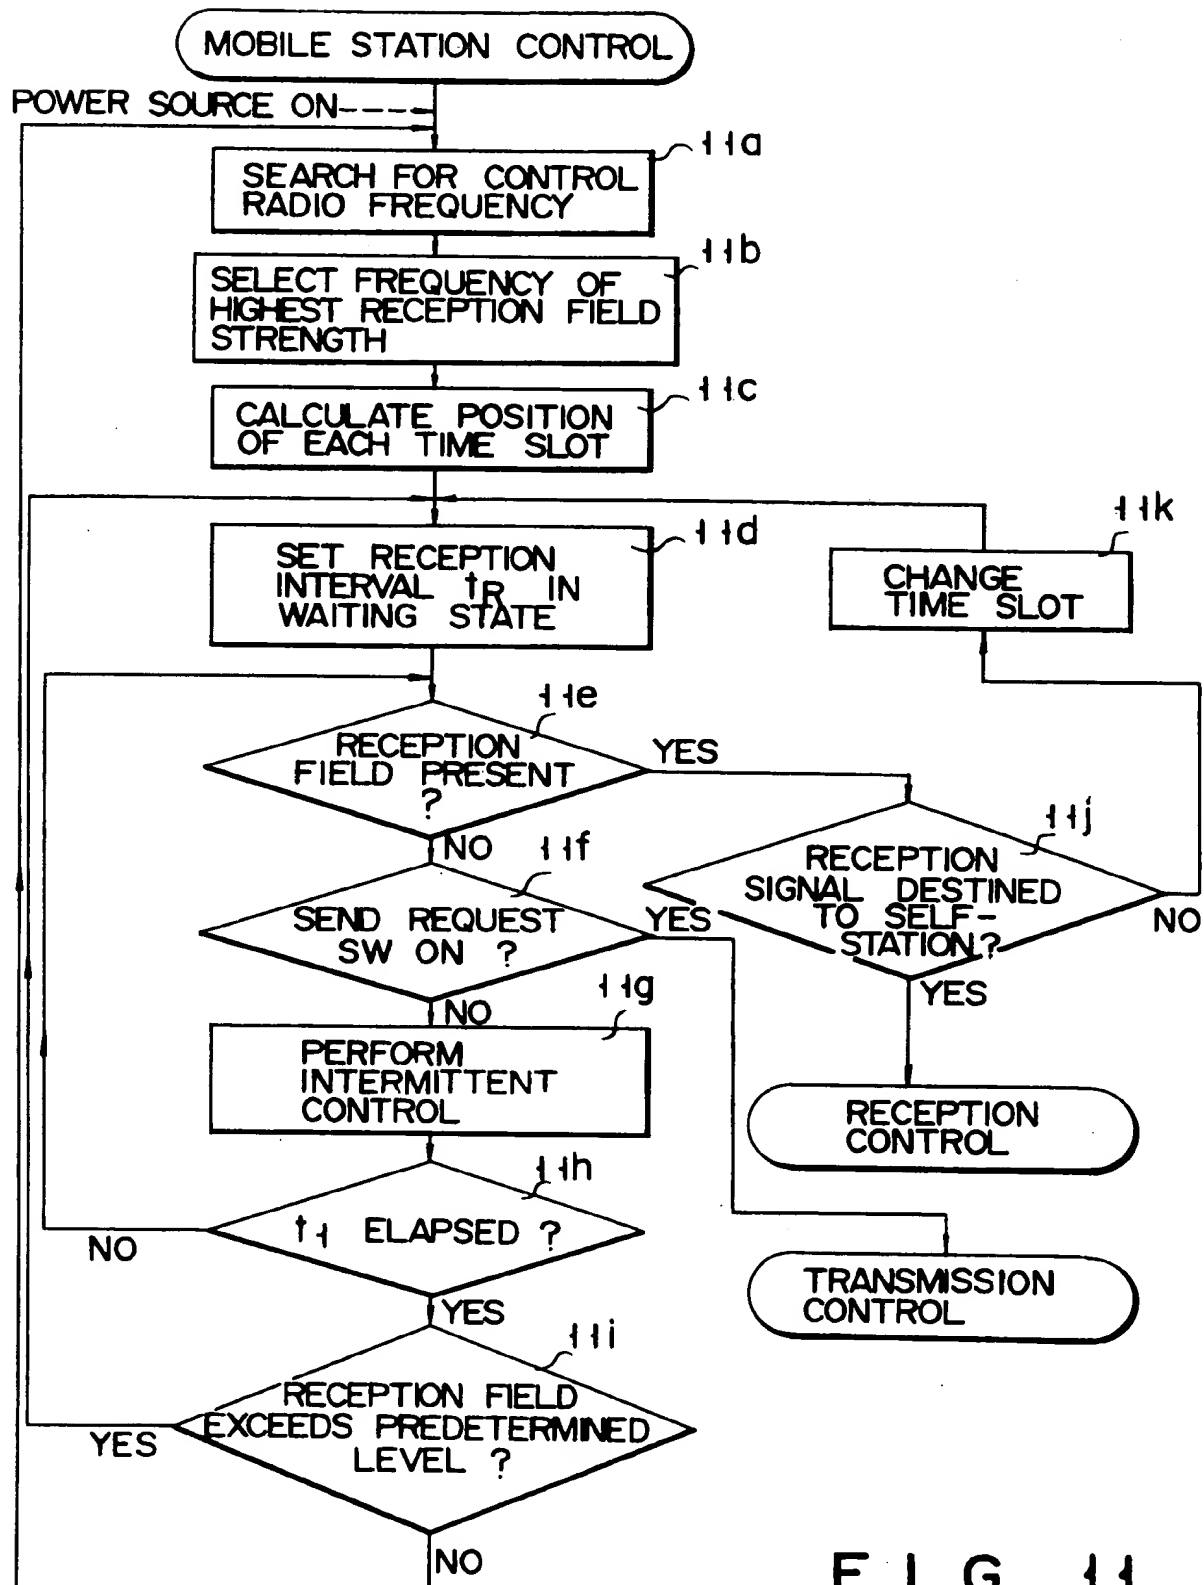 MOBILE STATION CONTROL
POWER SOURCE ON
11a
SEARCH FOR CONTROL
RADIO FREQUENCY
11b
SELECT FREQUENCY OF
HIGHEST RECEPTION FIELD
STRENGTH
11c
CALCULATE POSITION
OF EACH TIME SLOT
11d
SET RECEPTION
INTERVAL tR IN
WAITING STATE
11k
CHANGE
TIME SLOT
11e
RECEPTION
FIELD PRESENT
?
YES
NO
11j
RECEPTION
SIGNAL DESTINED
TO SELF-
STATION?
NO
YES
11f
SEND REQUEST
SW ON ?
YES
NO
11g
PERFORM
INTERMITTENT
CONTROL
RECEPTION
CONTROL
11h
t1 ELAPSED ?
NO
YES
TRANSMISSION
CONTROL
11i
RECEPTION FIELD
EXCEEDS PREDETERMINED
LEVEL ?
YES
NO
FIG. 11